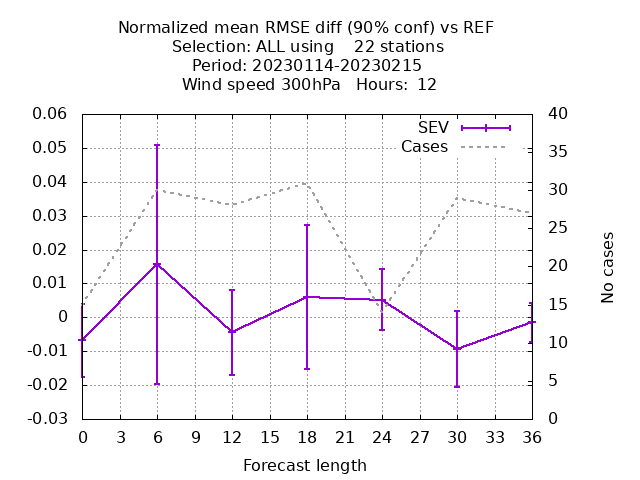 Normalized mean RMSE diff (90% conf) vs REF
Selection: ALL using    22 stations
Period: 20230114-20230215
Wind speed 300hPa   Hours:  12
SEV
Cases
0.06
0.05
0.04
0.03
0.02
0.01
0
-0.01
-0.02
-0.03
40
35
30
25
20
15
10
5
0
No cases
0 3 6 9 12 15 18 21 24 27 30 33 36
Forecast length